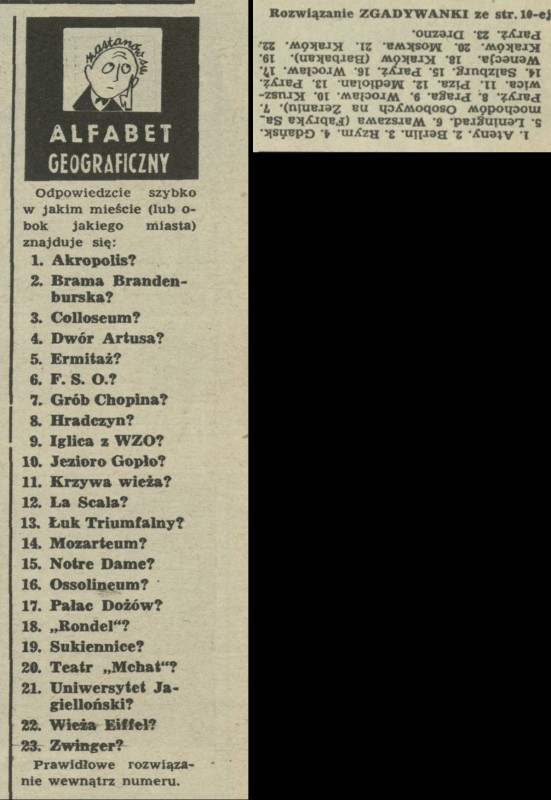 zastanów się
ALFABET
GEOGRAFICZNY
Odpowiedzcie szybko
w jakim mieście (lub o-
bok jakiego miasta)
znajduje się:
1. Akropolis?
2. Brama Branden-
burska?
3. Colloseum?
4. Dwór Artusa?
5. Ermitaż?
6. F. S. O.?
7. Grób Chopina?
8. Hradczyn?
9. Iglica z WZO?
10. Jezioro Gopło?
11. Krzywa wieża?
12. La Scala?
13. Łuk Triumfalny?
14. Mozarteum?
15. Notre Dame?
16. Ossolineum?
17. Pałac Dożów?
18. „Rondel"?
19. Sukiennice?
20. Teatr „Mchat"?
21. Uniwersytet Ja-
gielloński?
22. Wieża Eiffel?
23. Zwinger?
Prawidłowe rozwiąza-
nie wewnątrz numeru.
Rozwiązanie ZGADYWANKI ze str. 10-ej
1. Ateny. 2. Berlin. 3. Rzym. 4. Gdańsk.
5. Leningrad. 6. Warszawa (Fabryka Sa-
mochodów Osobowych na Żeraniu). 7.
Paryż. 8. Praga. 9. Wrocław. 10. Krusz-
wica. 11. Piza. 12. Mediolan. 13. Paryż.
14. Salzburg. 15. Paryż. 16. Wrocław. 17.
Wenecja. 18. Kraków (Barbakan). 19.
Kraków. 20. Moskwa. 21. Kraków. 22.
Paryż. 23. Drezno.